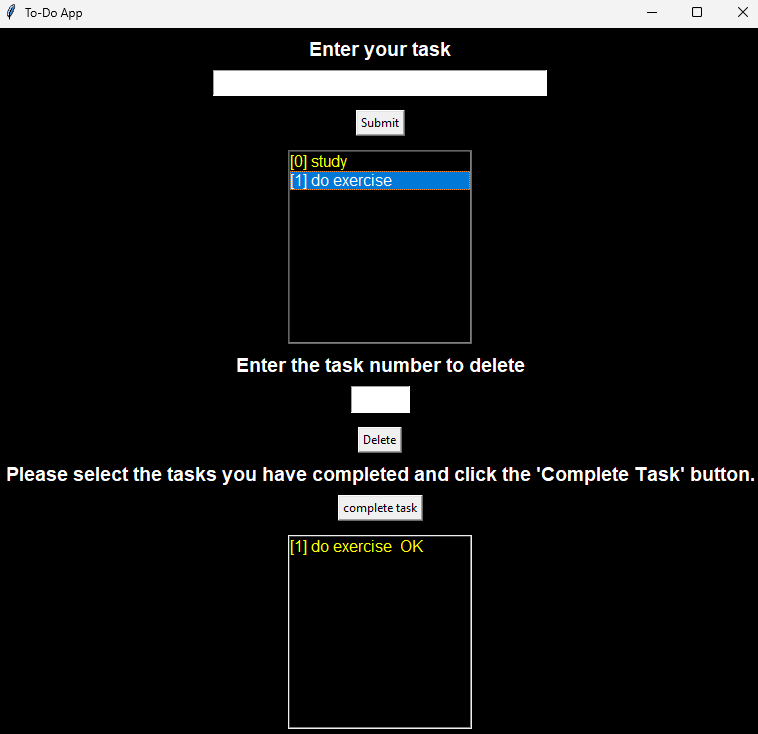 To-Do App
Enter your task
Submit
[0] study
[1] do exercise
Enter the task number to delete
Delete
Please select the tasks you have completed and click the 'Complete Task' button.
complete task
[1] do exercise  OK